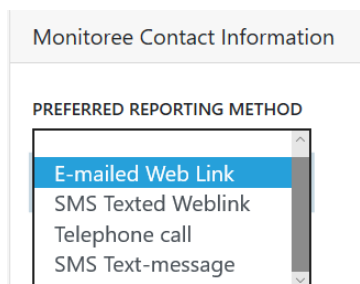 Monitoree Contact Information
PREFERRED REPORTING METHOD
E-mailed Web Link
SMS Texted Weblink
Telephone call
SMS Text-message